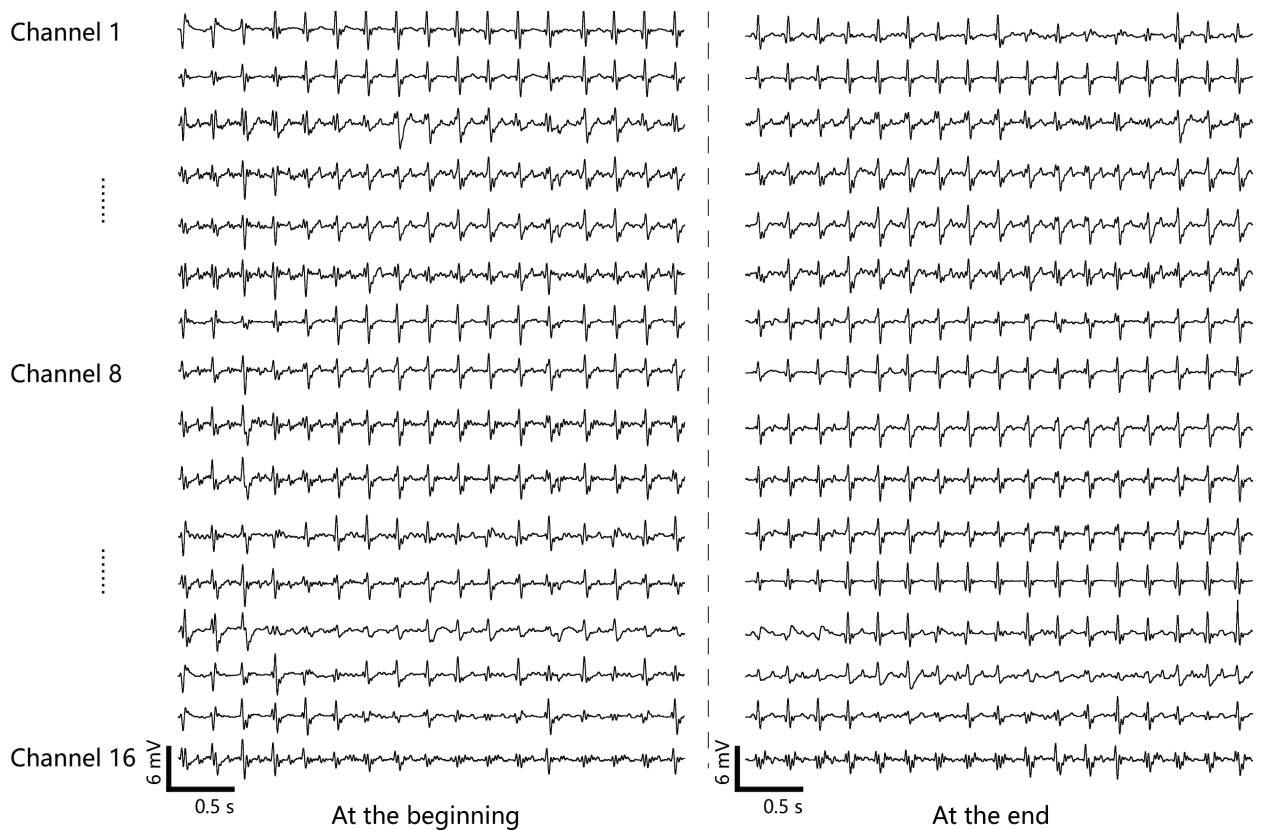 Channel 1
Channel 8
Channel 16
6 mV
0.5 s
At the beginning
6 mV
0.5 s
At the end